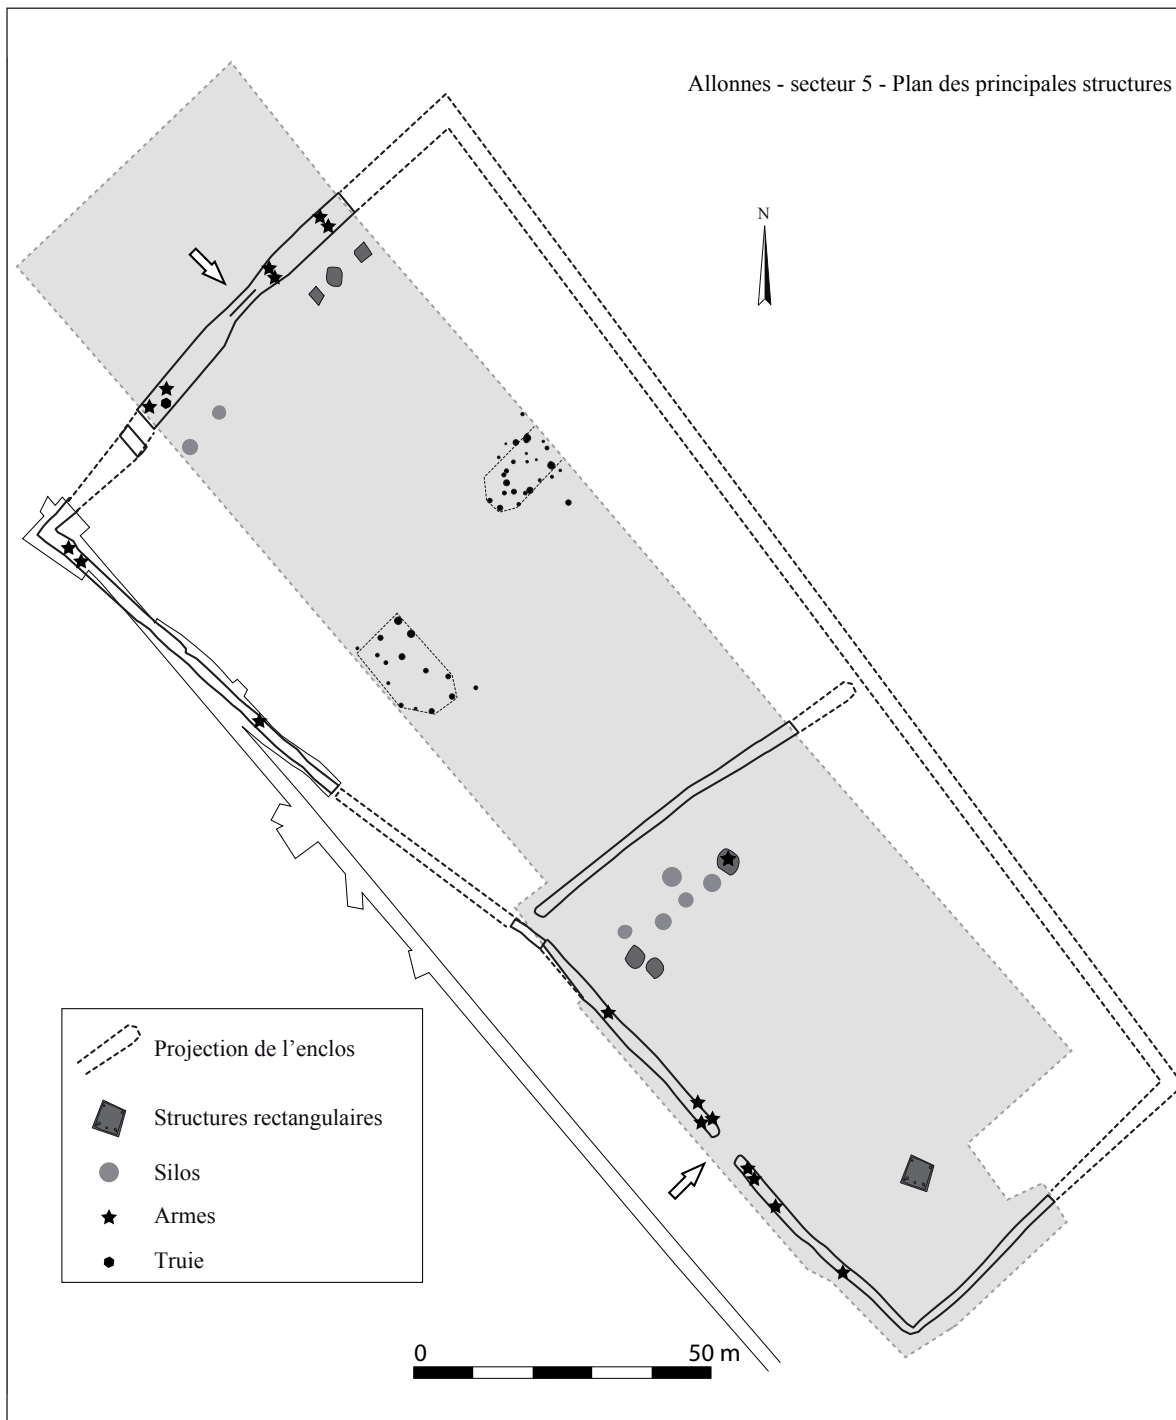 Allonnes - secteur 5 - Plan des principales structures
N
Projection de l’enclos
Structures rectangulaires
Silos
Armes
Truie
0 50 m